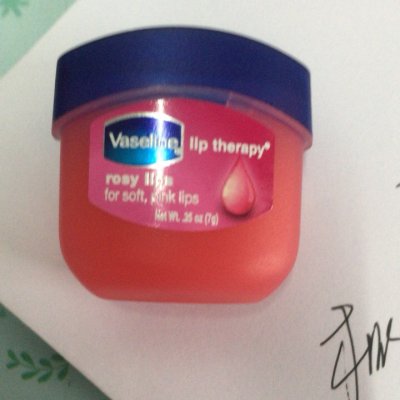 Vaseline lip therapy®
rosy lips
for soft, pink lips
Net Wt. .25 oz (7g)